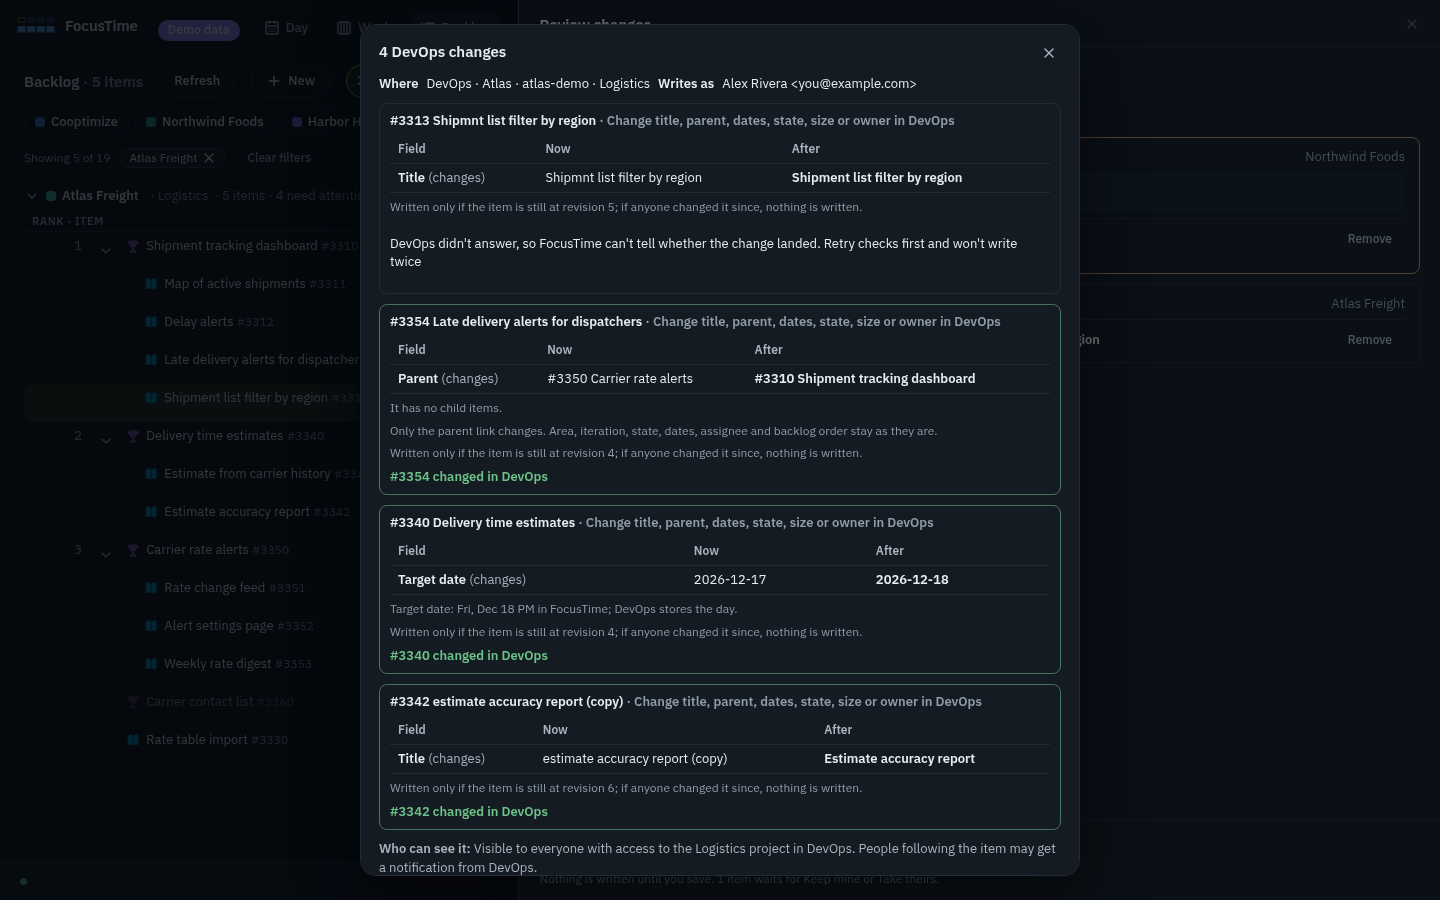 FocusTime
Demo data
Day
Review changes
Backlog · 5 items
Refresh
New
Cooptimize
Northwind Foods
Harbor H
Showing 5 of 19
Atlas Freight
Clear filters
Atlas Freight · Logistics · 5 items · 4 need attenti
RANK · ITEM
1 Shipment tracking dashboard #3310
Map of active shipments #3311
Delay alerts #3312
Late delivery alerts for dispatcher
Shipment list filter by region #331
2 Delivery time estimates #3340
Estimate from carrier history #334
Estimate accuracy report #3342
3 Carrier rate alerts #3350
Rate change feed #3351
Alert settings page #3352
Weekly rate digest #3353
Carrier contact list #3360
Rate table import #3330
4 DevOps changes
Where DevOps · Atlas · atlas-demo · Logistics Writes as Alex Rivera <you@example.com>
#3313 Shipmnt list filter by region · Change title, parent, dates, state, size or owner in DevOps
Field Now After
Title (changes) Shipmnt list filter by region Shipment list filter by region
Written only if the item is still at revision 5; if anyone changed it since, nothing is written.
DevOps didn't answer, so FocusTime can't tell whether the change landed. Retry checks first and won't write
twice
#3354 Late delivery alerts for dispatchers · Change title, parent, dates, state, size or owner in DevOps
Field Now After
Parent (changes) #3350 Carrier rate alerts #3310 Shipment tracking dashboard
It has no child items.
Only the parent link changes. Area, iteration, state, dates, assignee and backlog order stay as they are.
Written only if the item is still at revision 4; if anyone changed it since, nothing is written.
#3354 changed in DevOps
#3340 Delivery time estimates · Change title, parent, dates, state, size or owner in DevOps
Field Now After
Target date (changes) 2026-12-17 2026-12-18
Target date: Fri, Dec 18 PM in FocusTime; DevOps stores the day.
Written only if the item is still at revision 4; if anyone changed it since, nothing is written.
#3340 changed in DevOps
#3342 estimate accuracy report (copy) · Change title, parent, dates, state, size or owner in DevOps
Field Now After
Title (changes) estimate accuracy report (copy) Estimate accuracy report
Written only if the item is still at revision 6; if anyone changed it since, nothing is written.
#3342 changed in DevOps
Who can see it: Visible to everyone with access to the Logistics project in DevOps. People following the item may get
a notification from DevOps.
Northwind Foods
Remove
Atlas Freight
gion Remove
Nothing is written until you save. 1 item waits for Keep mine or Take theirs.